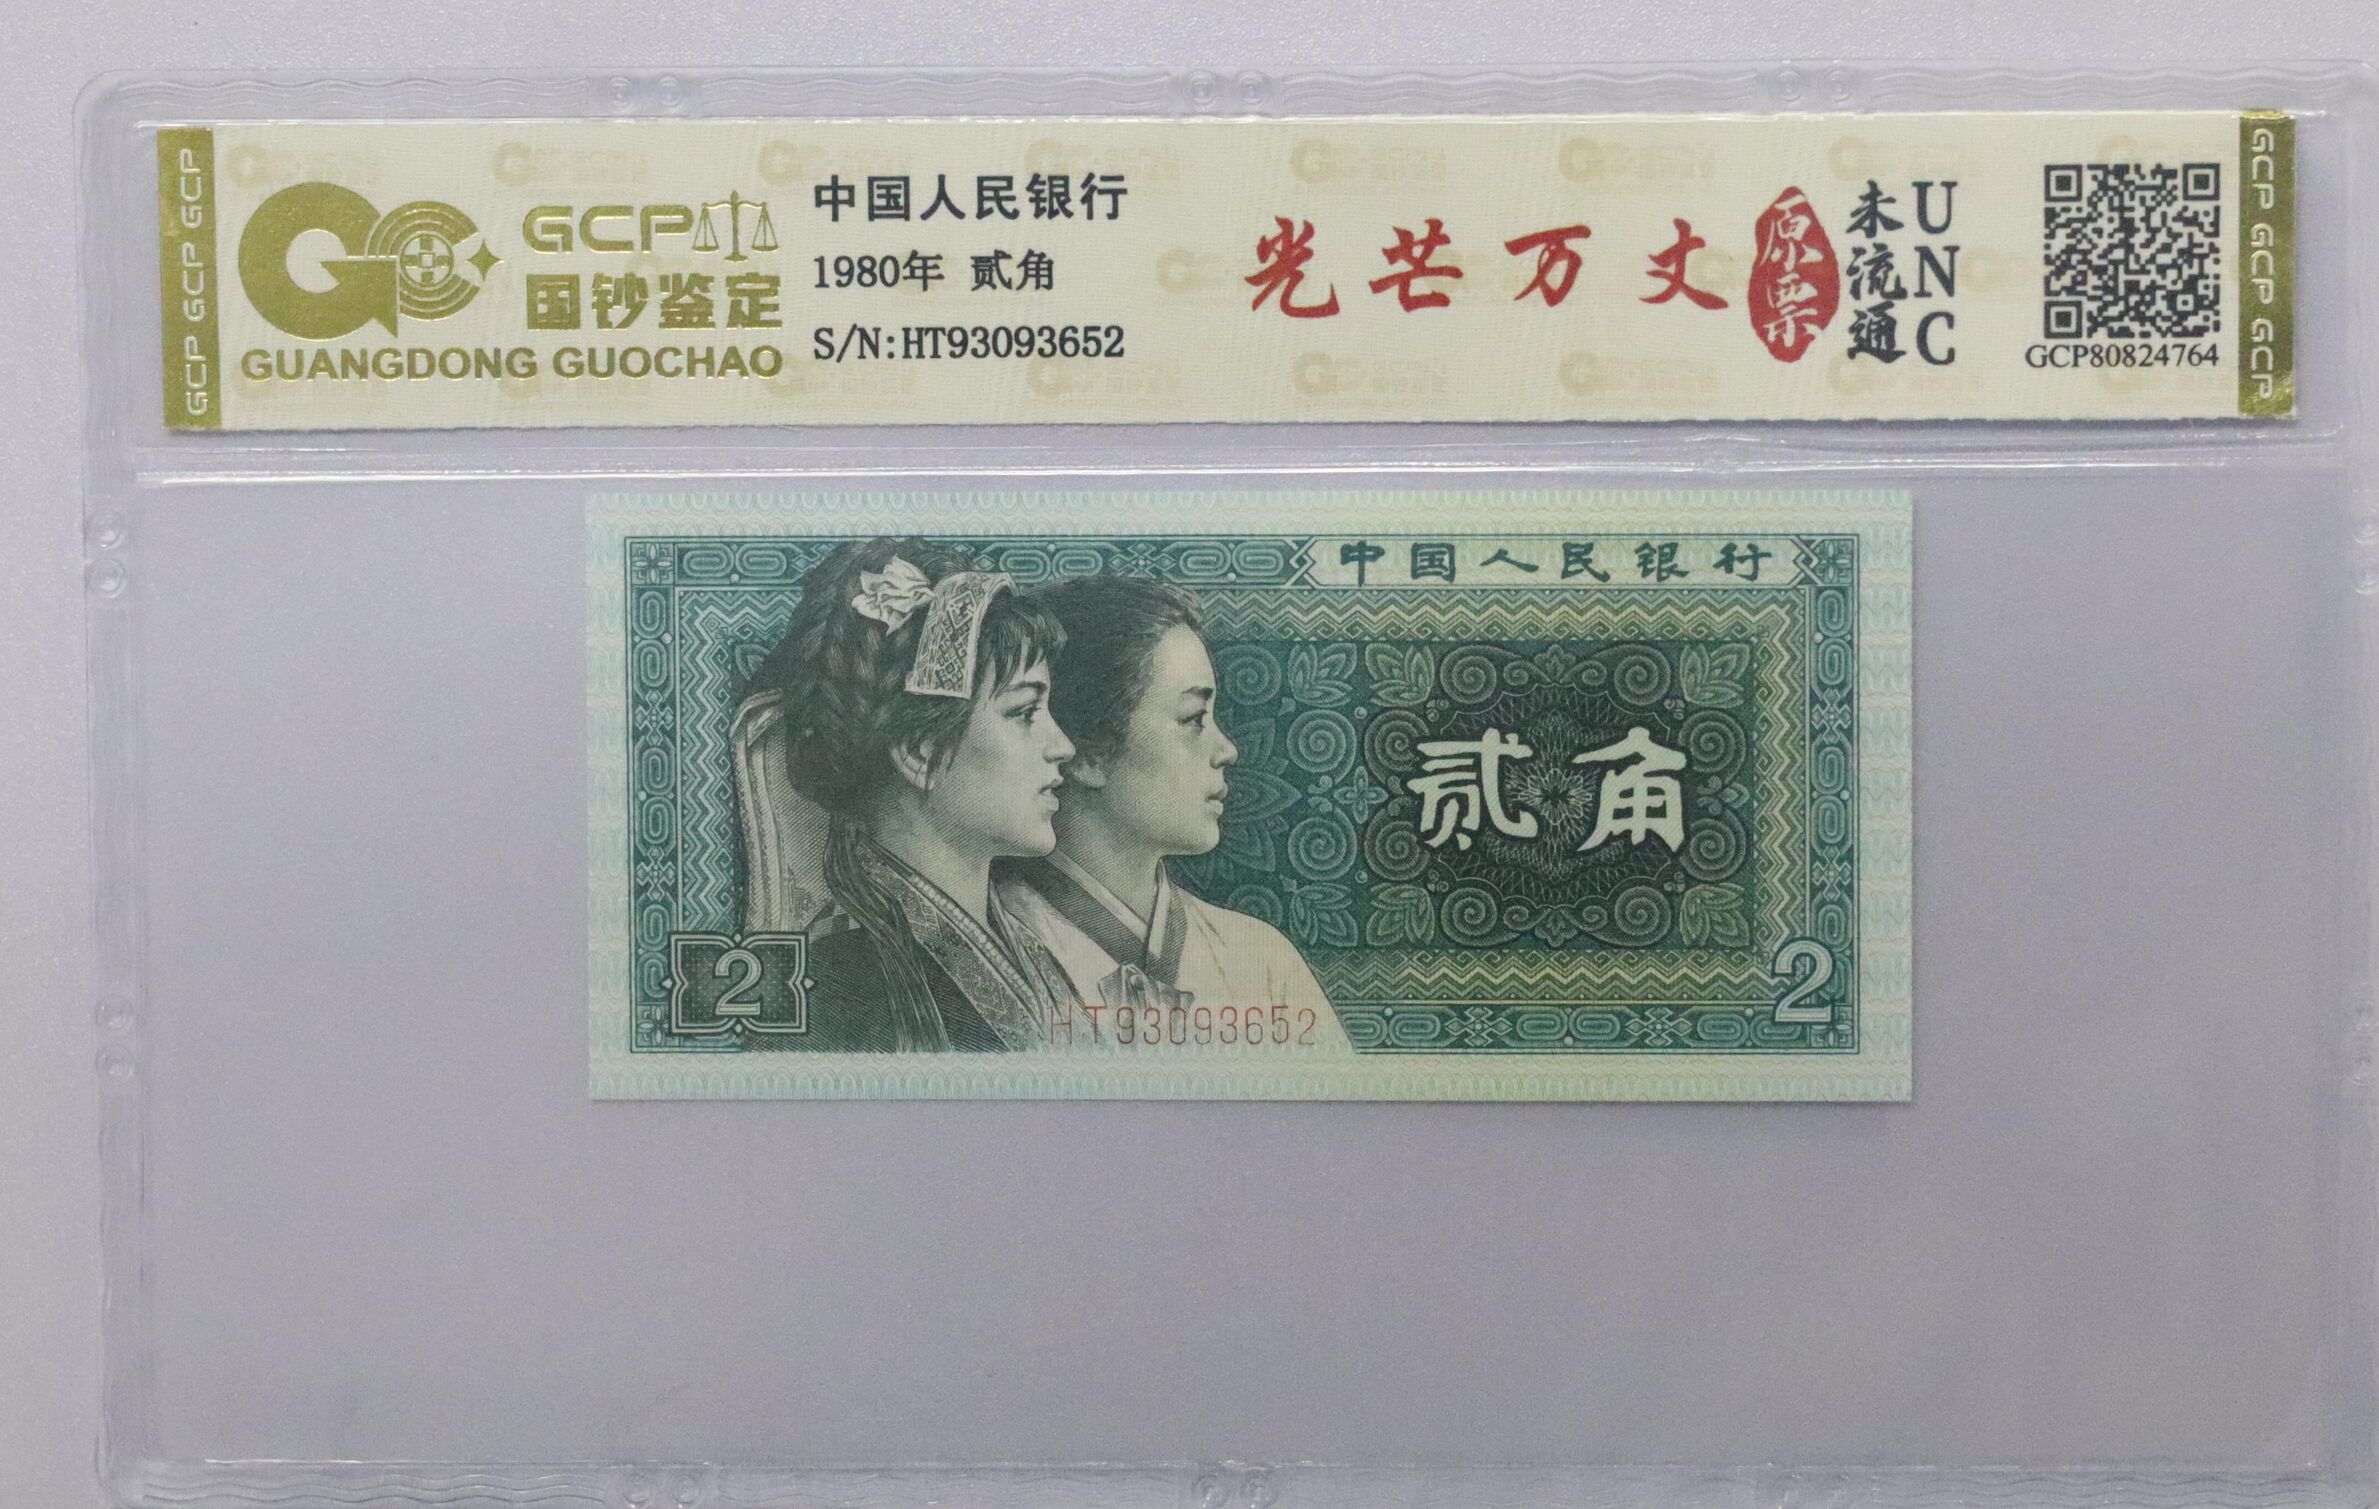 GCP GCP GCP
GCP
国钞鉴定
GUANGDONG GUOCHAO
中国人民银行
1980年 贰角
S/N:HT93093652
光芒万丈
原票
未流通
UNC
GCP80824764
GCP GCP GCP
中国人民银行
贰角
2
2
HT93093652